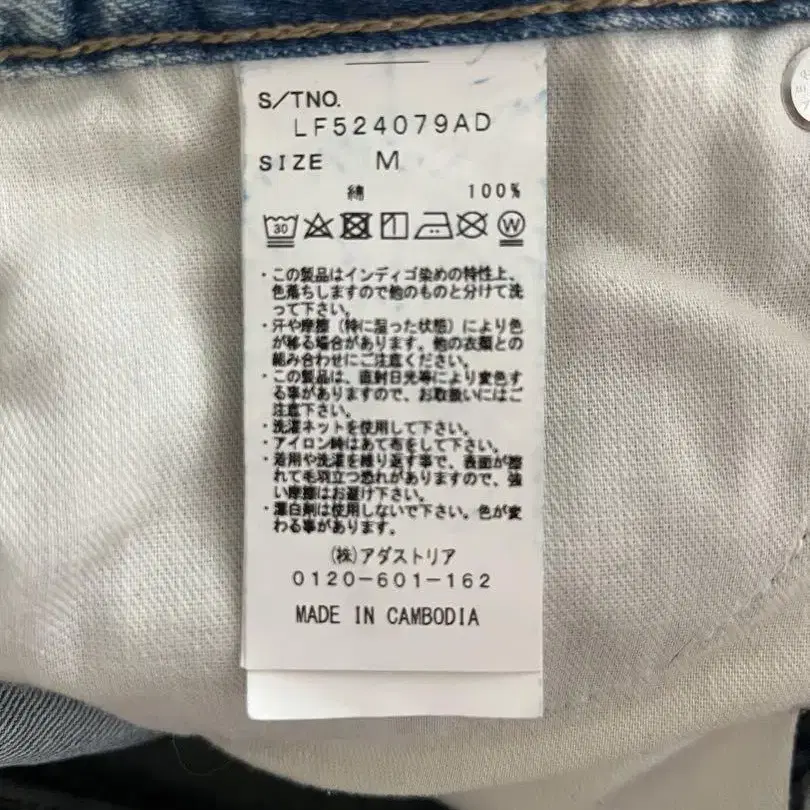 S/TNO.
LF524079AD
SIZE M
綿 100%
30 W
・この製品はインディゴ染めの特性上、
色落ちしますので他のものと分けて洗
って下さい。
・汗や摩擦（特に湿った状態）により色
が移る場合があります。他の衣類との
組み合わせにご注意ください。
・この製品は、直射日光等により変色す
る事がありますので、お取扱いにはご
注意下さい。
・洗濯ネットを使用して下さい。
・アイロン時はあて布をして下さい。
・着用や洗濯を繰り返す事で、表面が擦
れて毛羽立つ恐れがありますので、強
い摩擦はお避け下さい。
・漂白剤は使用しないで下さい。色が変
わる事があります。
(株)アダストリア
0120-601-162
MADE IN CAMBODIA